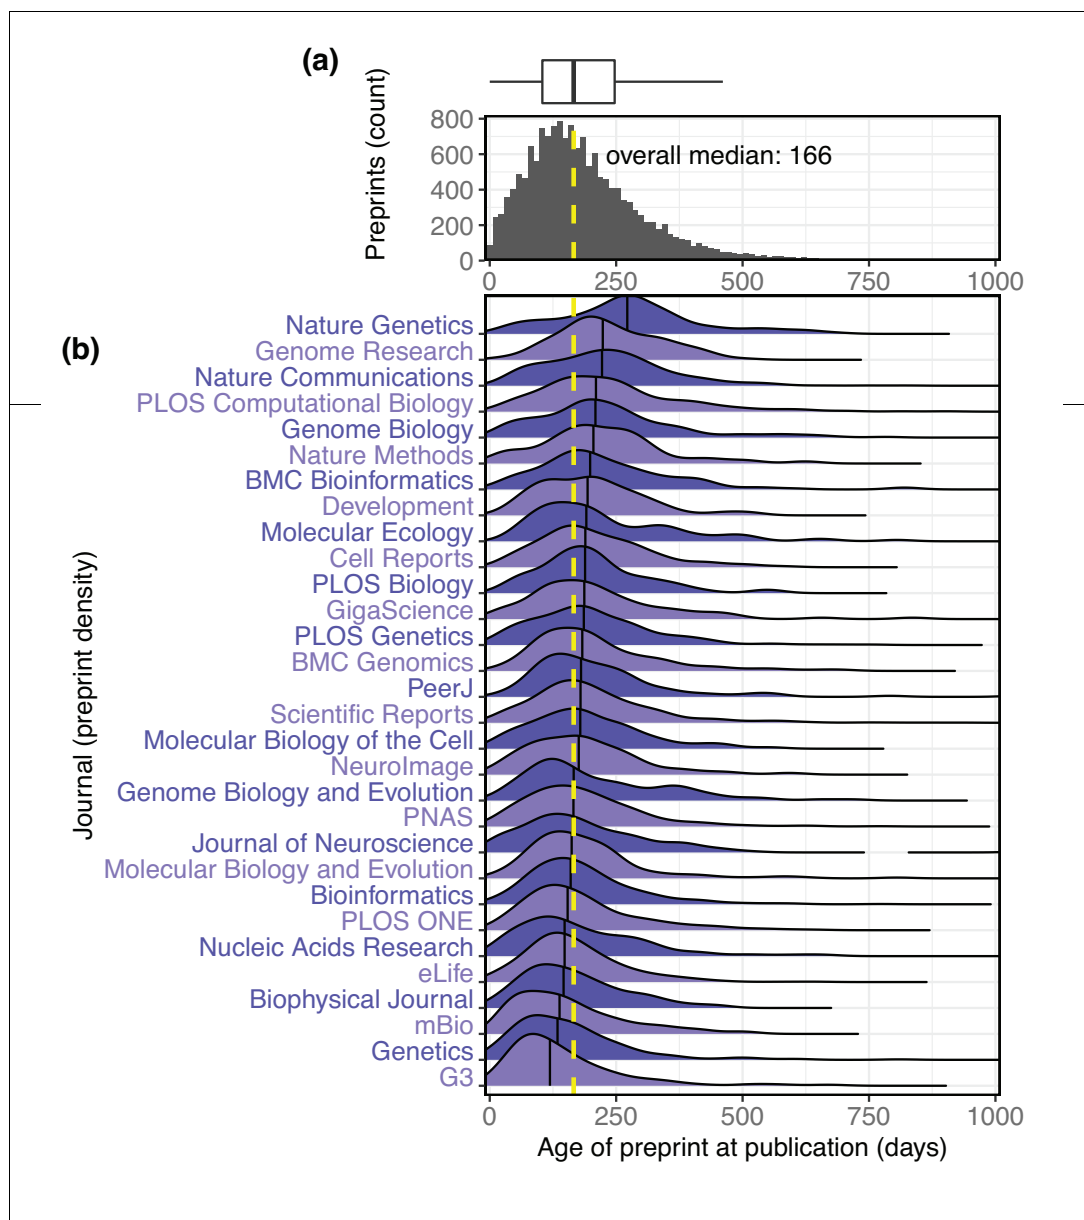 (a)
Preprints (count)
800
600
400
200
0
overall median: 166
0 250 500 750 1000
(b)
Journal (preprint density)
Nature Genetics
Genome Research
Nature Communications
PLOS Computational Biology
Genome Biology
Nature Methods
BMC Bioinformatics
Development
Molecular Ecology
Cell Reports
PLOS Biology
GigaScience
PLOS Genetics
BMC Genomics
PeerJ
Scientific Reports
Molecular Biology of the Cell
NeuroImage
Genome Biology and Evolution
PNAS
Journal of Neuroscience
Molecular Biology and Evolution
Bioinformatics
PLOS ONE
Nucleic Acids Research
eLife
Biophysical Journal
mBio
Genetics
G3
0 250 500 750 1000
Age of preprint at publication (days)